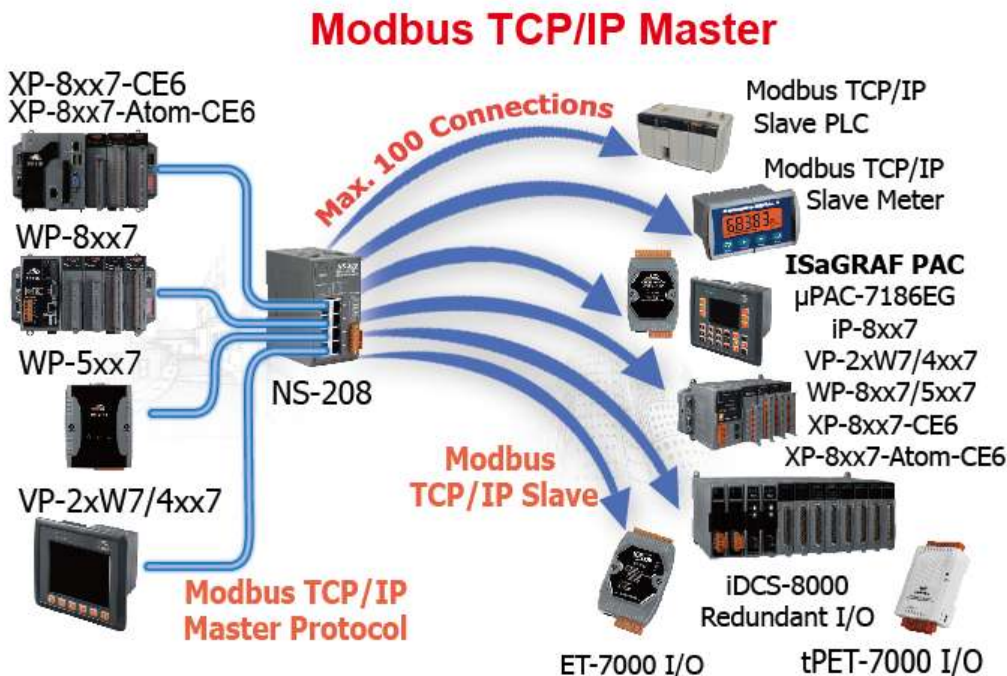 Modbus TCP/IP Master
XP-8xx7-CE6
XP-8xx7-Atom-CE6
WP-8xx7
WP-5xx7
VP-2xW7/4xx7
Modbus TCP/IP
Master Protocol
NS-208
Max. 100 Connections
Modbus
TCP/IP Slave
Modbus TCP/IP
Slave PLC
Modbus TCP/IP
Slave Meter
68383
ISaGRAF PAC
µPAC-7186EG
iP-8xx7
VP-2xW7/4xx7
WP-8xx7/5xx7
XP-8xx7-CE6
XP-8xx7-Atom-CE6
iDCS-8000
Redundant I/O
ET-7000 I/O
tPET-7000 I/O